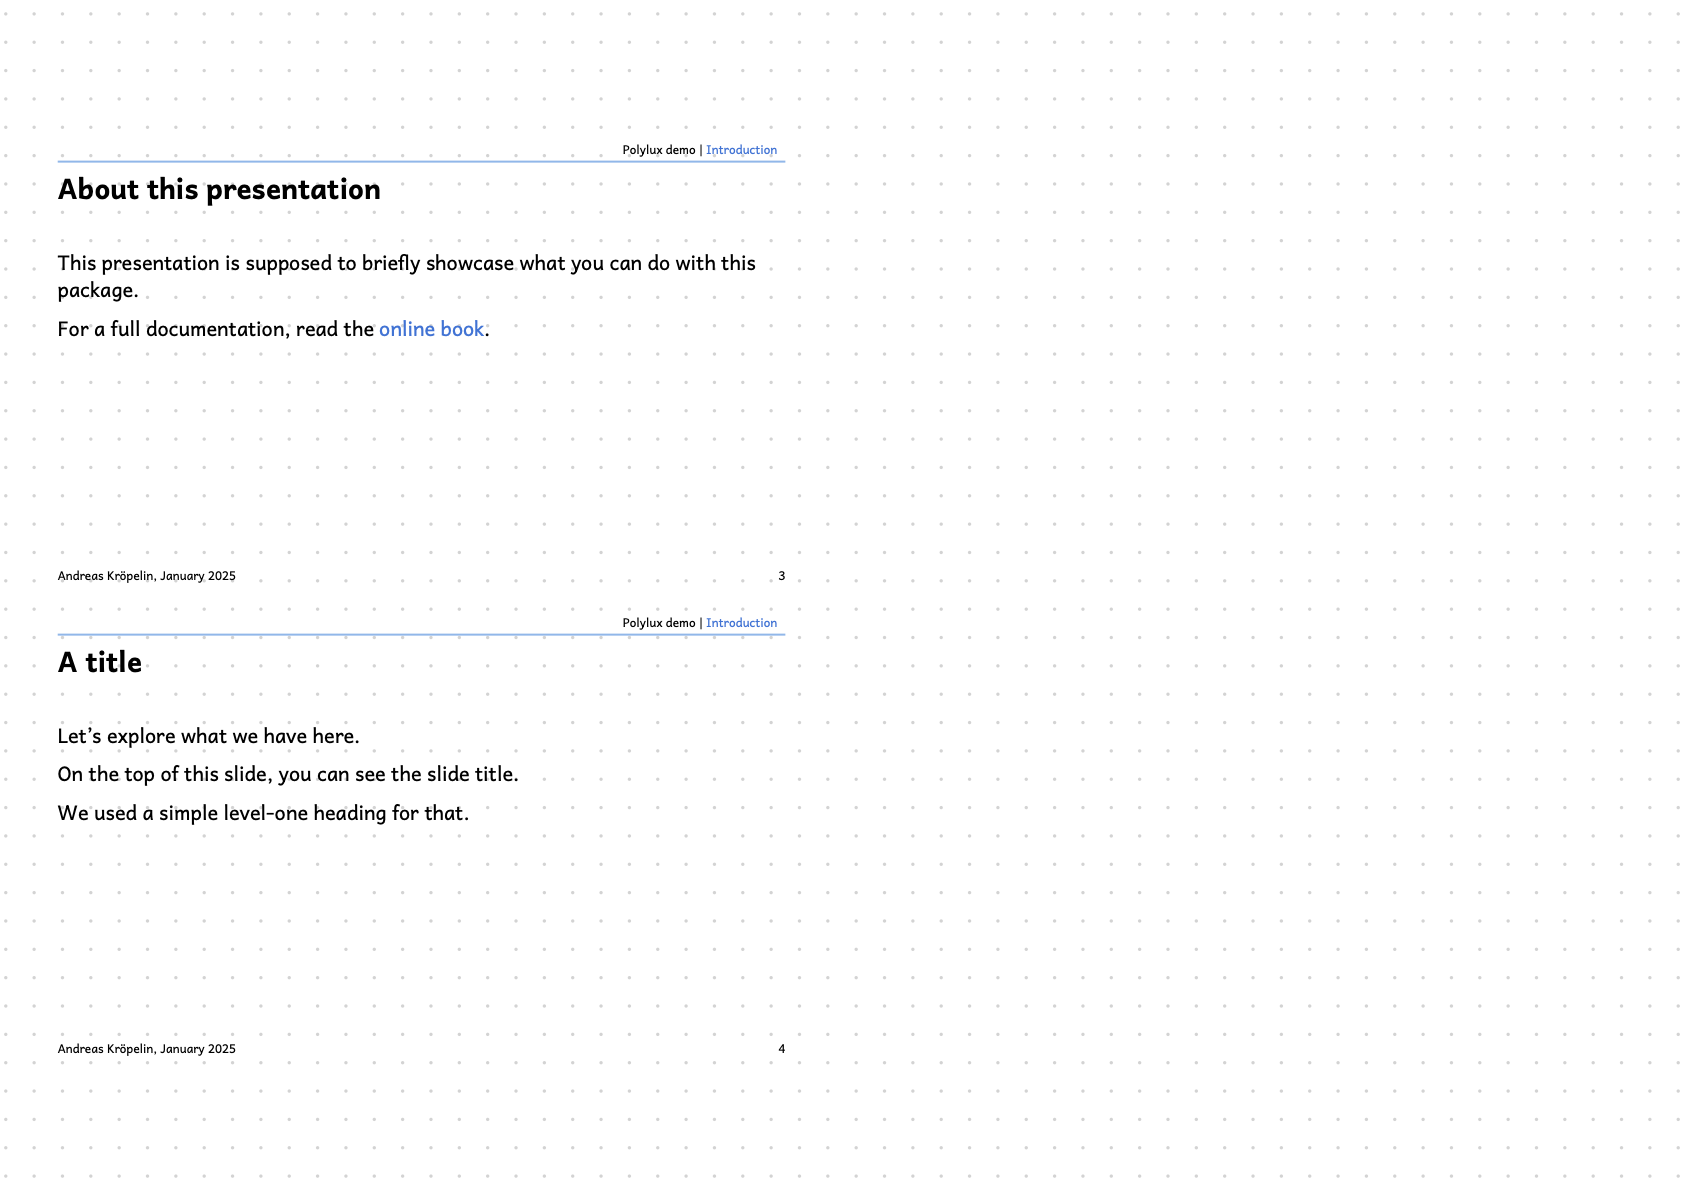 Polylux demo | Introduction
About this presentation
This presentation is supposed to briefly showcase what you can do with this
package.
For a full documentation, read the online book.
Andreas Kröpelin, January 2025 3
Polylux demo | Introduction
A title
Let’s explore what we have here.
On the top of this slide, you can see the slide title.
We used a simple level-one heading for that.
Andreas Kröpelin, January 2025 4